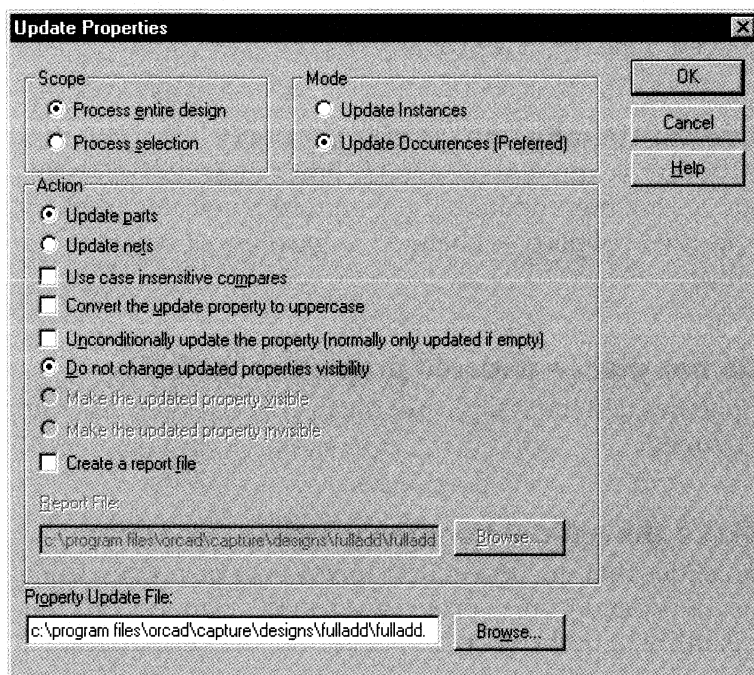 Update Properties
Scope
Process entire design
Process selection
Mode
Update Instances
Update Occurrences (Preferred)
OK
Cancel
Help
Action
Update parts
Update nets
Use case insensitive compares
Convert the update property to uppercase
Unconditionally update the property (normally only updated if empty)
Do not change updated properties visibility
Make the updated property visible
Make the updated property invisible
Create a report file
Report File:
c:\program files\orcad\capture\designs\fulladd\fulladd
Browse...
Property Update File:
c:\program files\orcad\capture\designs\fulladd\fulladd.
Browse...